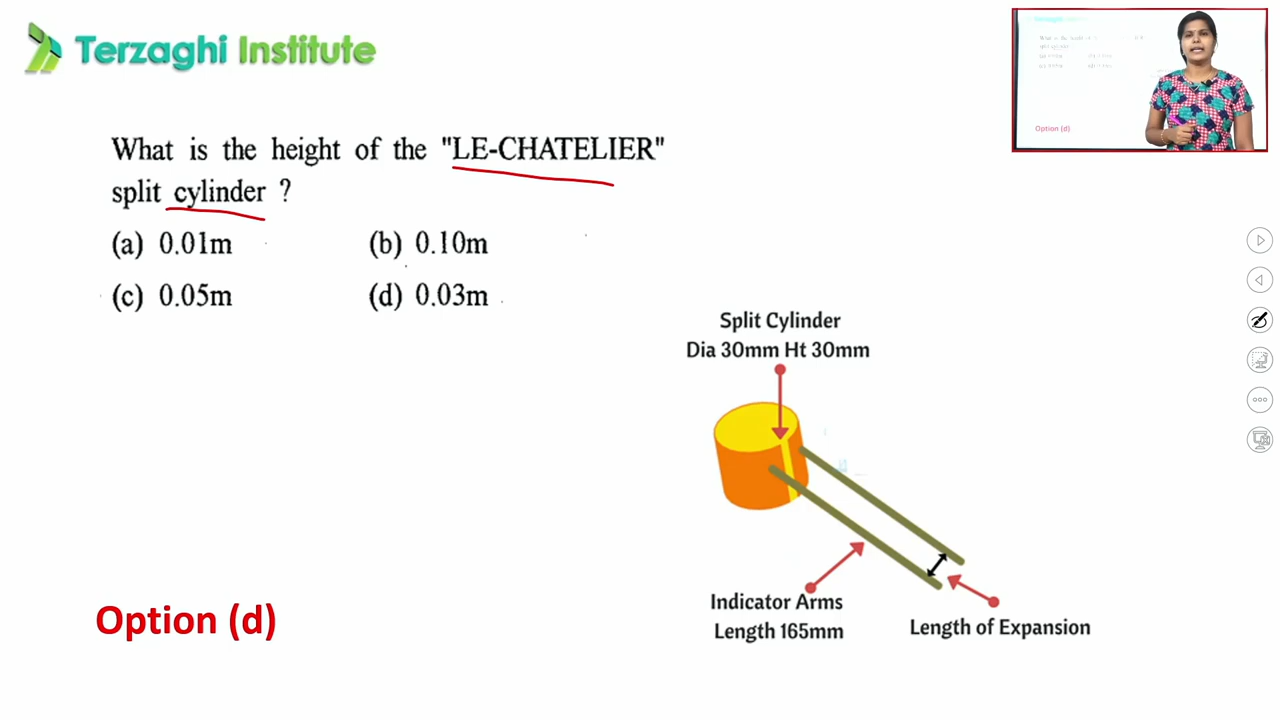 Terzaghi Institute
What is the height of the "LE-CHATELIER"
split cylinder ?
(a) 0.01m (b) 0.10m
(c) 0.05m (d) 0.03m
Split Cylinder
Dia 30mm Ht 30mm
Indicator Arms
Length 165mm
Length of Expansion
Option (d)
Option (d)